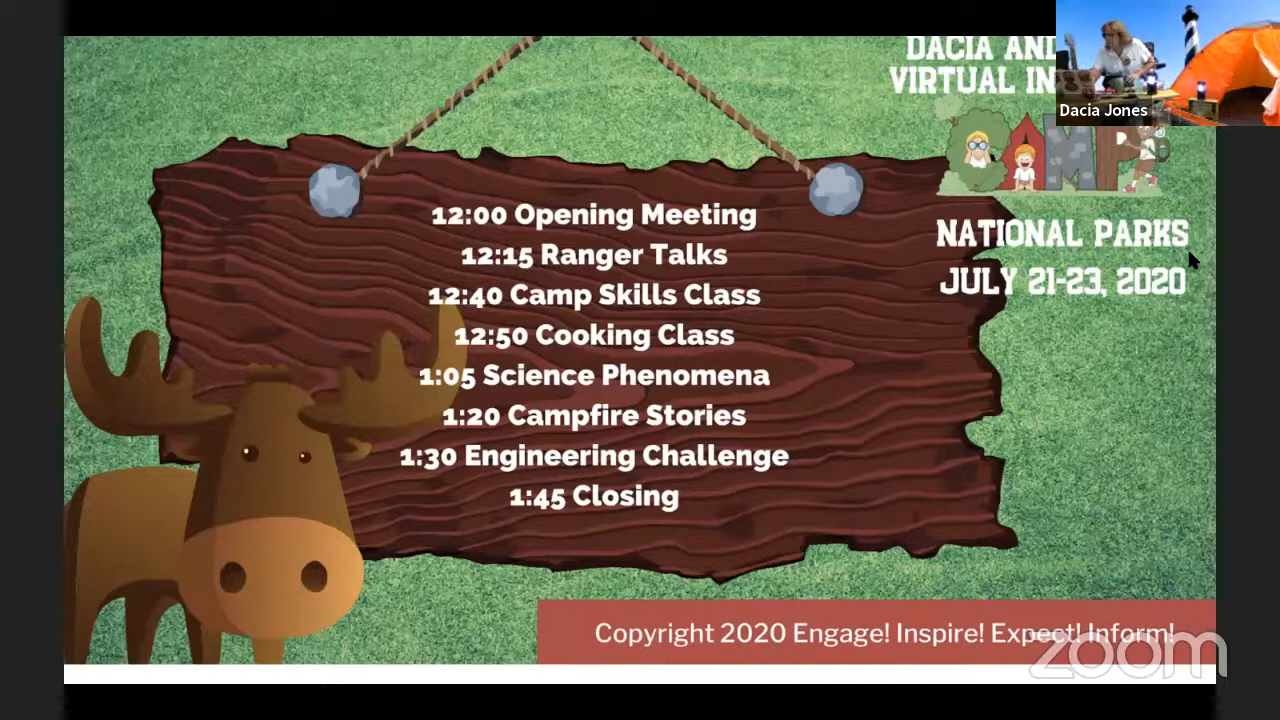 DACIA AND
VIRTUAL IN
Dacia Jones
CAMP
NATIONAL PARKS
JULY 21-23, 2020
12:00 Opening Meeting
12:15 Ranger Talks
12:40 Camp Skills Class
12:50 Cooking Class
1:05 Science Phenomena
1:20 Campfire Stories
1:30 Engineering Challenge
1:45 Closing
Copyright 2020 Engage! Inspire! Expect! Inform!
zoom